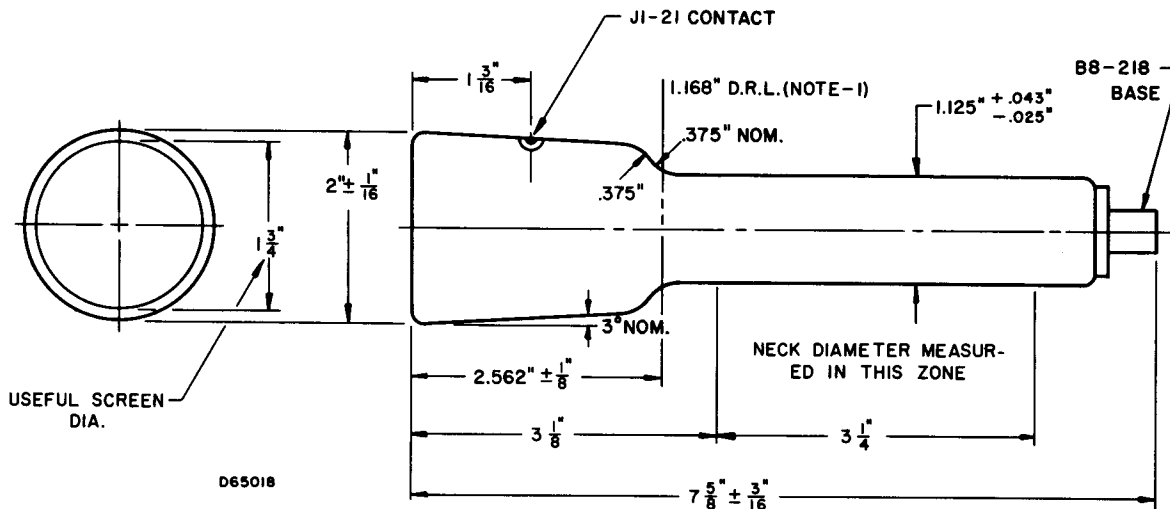 J1-21 CONTACT
1 3/16"
B8-218
BASE
1.168" D.R.L.(NOTE-1)
1.125" +.043"
-.025"
.375" NOM.
2" ± 1/16"
.375"
1 3/4"
3° NOM.
NECK DIAMETER MEASUR-
ED IN THIS ZONE
2.562" ± 1/8"
USEFUL SCREEN
DIA.
3 1/8"
3 1/4"
D65018
7 5/8" ± 3/16"